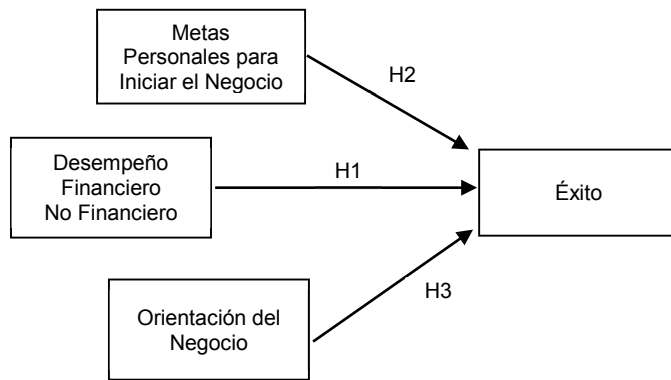 Metas
Personales para
Iniciar el Negocio
H2
Desempeño
Financiero
No Financiero
H1
Éxito
H3
Orientación del
Negocio